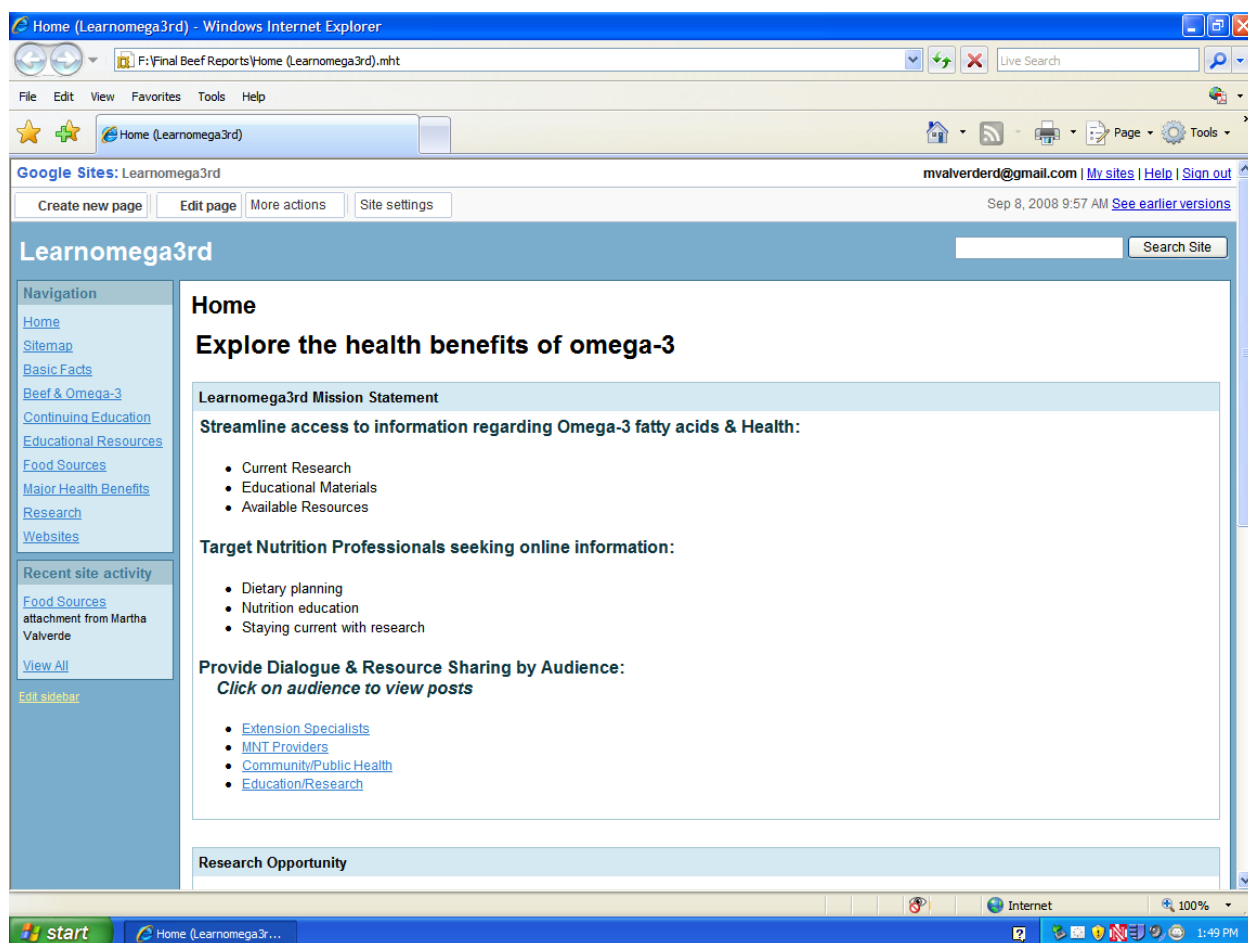 Home (Learnomega3rd) - Windows Internet Explorer
F:\Final Beef Reports\Home (Learnomega3rd).mht
Live Search
File Edit View Favorites Tools Help
Home (Learnomega3rd)
Page Tools
Google Sites: Learnomega3rd
mvalverderd@gmail.com | My sites | Help | Sign out
Create new page Edit page More actions Site settings
Sep 8, 2008 9:57 AM See earlier versions
Learnomega3rd
Search Site
Navigation
Home
Sitemap
Basic Facts
Beef & Omega-3
Continuing Education
Educational Resources
Food Sources
Major Health Benefits
Research
Websites
Recent site activity
Food Sources
attachment from Martha
Valverde
View All
Edit sidebar
Home
Explore the health benefits of omega-3
Learnomega3rd Mission Statement
Streamline access to information regarding Omega-3 fatty acids & Health:
• Current Research
• Educational Materials
• Available Resources
Target Nutrition Professionals seeking online information:
• Dietary planning
• Nutrition education
• Staying current with research
Provide Dialogue & Resource Sharing by Audience:
Click on audience to view posts
• Extension Specialists
• MNT Providers
• Community/Public Health
• Education/Research
Research Opportunity
Internet
100%
start
Home (Learnomega3r...
1:49 PM